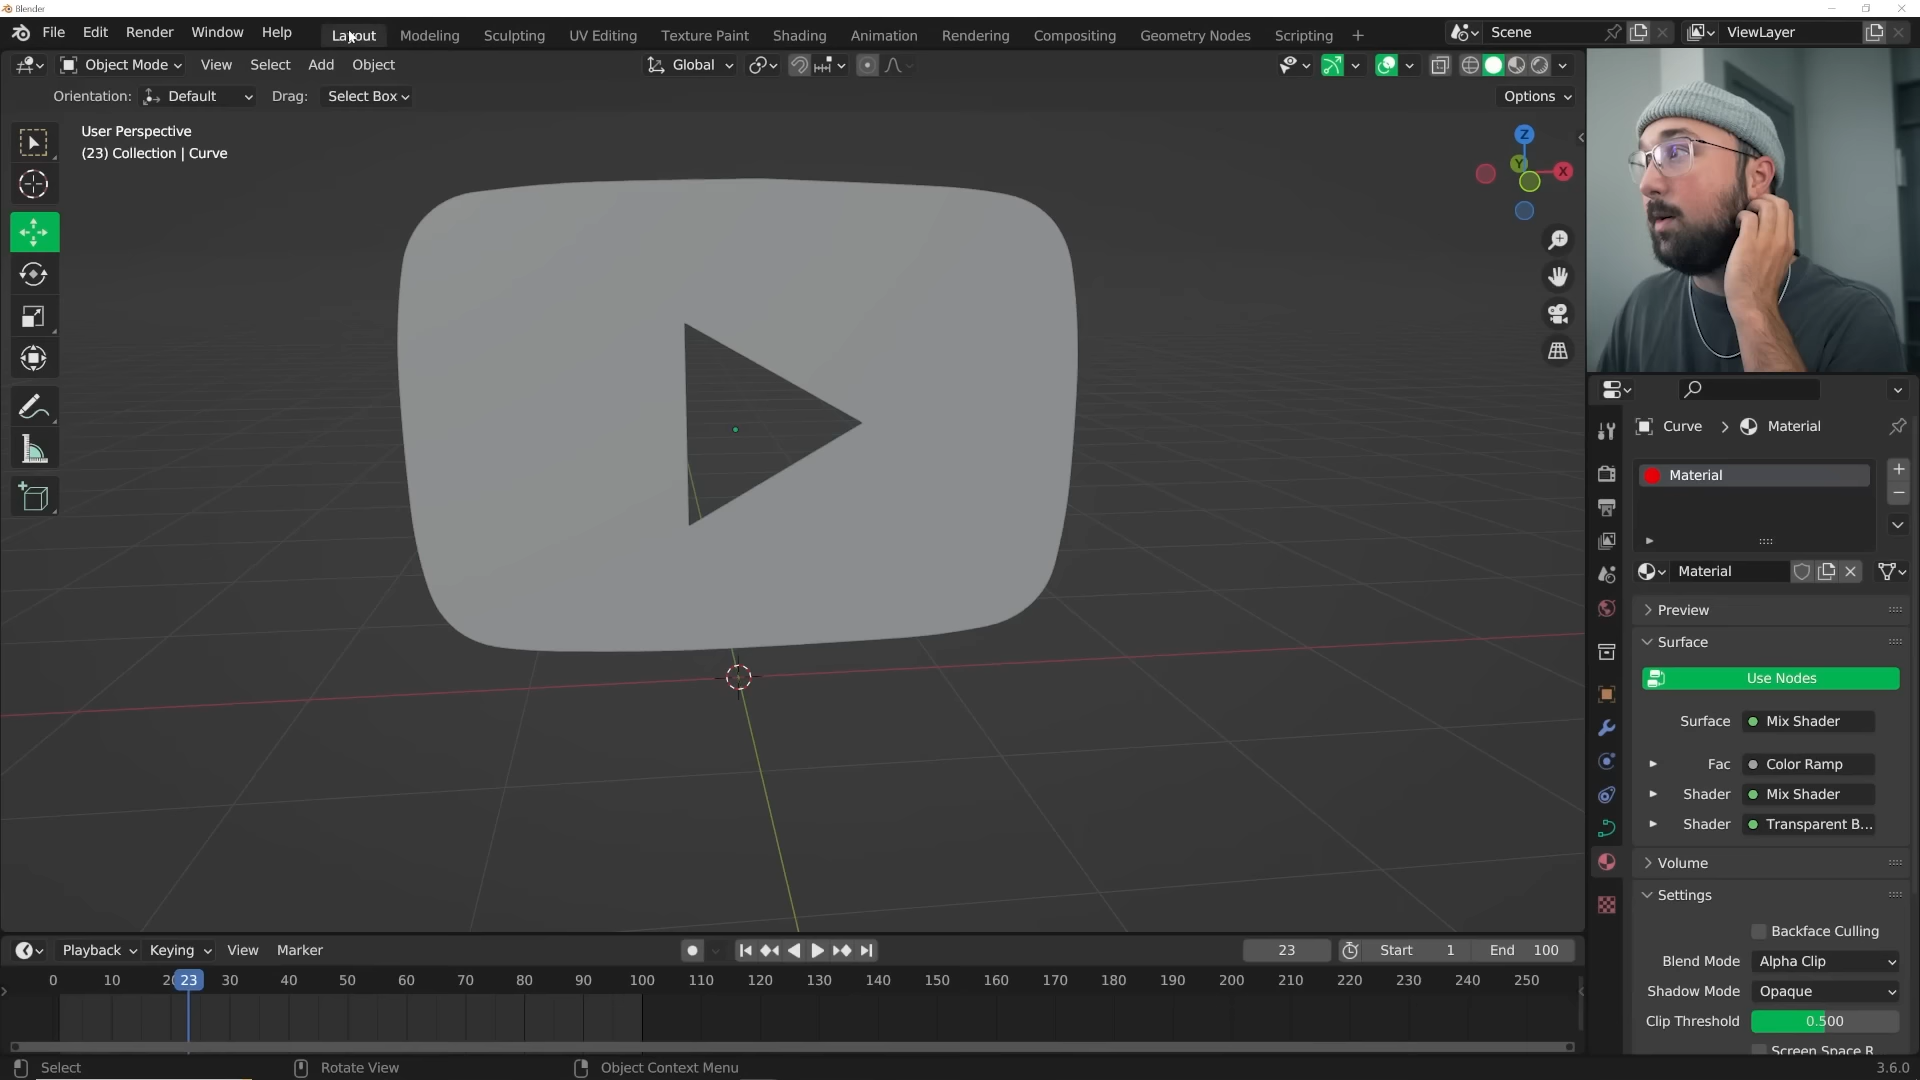 Blender
File Edit Render Window Help Layout Modeling Sculpting UV Editing Texture Paint Shading Animation Rendering Compositing Geometry Nodes Scripting + Scene ViewLayer
Object Mode View Select Add Object Global
Orientation: Default Drag: Select Box Options
User Perspective
(23) Collection | Curve
Z
Y
X
Curve > Material
Material
Material
Preview
Surface
Use Nodes
Surface Mix Shader
Fac Color Ramp
Shader Mix Shader
Shader Transparent B...
Volume
Settings
Backface Culling
Blend Mode Alpha Clip
Shadow Mode Opaque
Clip Threshold 0.500
Screen Space R
Playback Keying View Marker 23 Start 1 End 100
0 10 20 23 30 40 50 60 70 80 90 100 110 120 130 140 150 160 170 180 190 200 210 220 230 240 250
Select Rotate View Object Context Menu 3.6.0